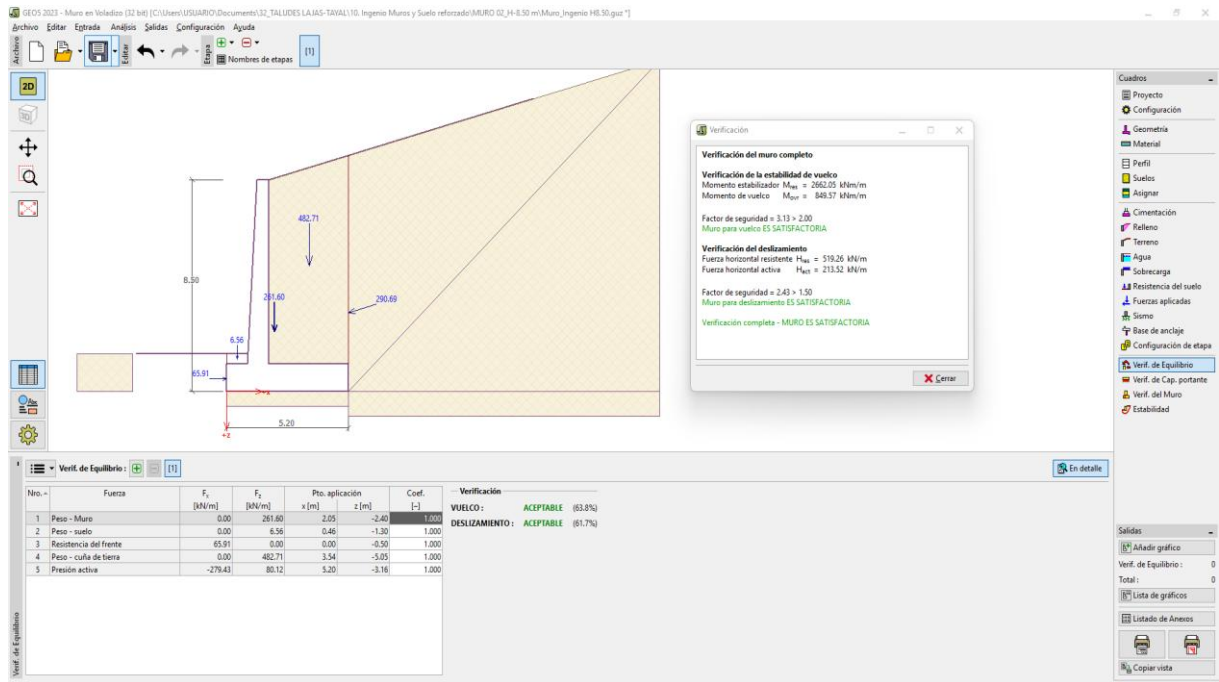 GEO5 2023 - Muro en Voladizo (32 bit) [C:\Users\USUARIO\Documents\32_TALUDES LAJAS-TAYAL\10. Ingenio Muros y Suelo reforzado\MURO 02_H-8.50 m\Muro_Ingenio H8.50.guz *]
Archivo Editar Entrada Análisis Salidas Configuración Ayuda
Archivo
Editar
Etapa
Nombres de etapas
[1]
2D
3D
482.71
8.50
261.60
290.69
6.56
65.91
+x
5.20
+z
Verificación
Verificación del muro completo
Verificación de la estabilidad de vuelco
Momento estabilizador Mres = 2662.05 kNm/m
Momento de vuelco Movr = 849.57 kNm/m
Factor de seguridad = 3.13 > 2.00
Muro para vuelco ES SATISFACTORIA
Verificación del deslizamiento
Fuerza horizontal resistente Hres = 519.26 kN/m
Fuerza horizontal activa Hact = 213.52 kN/m
Factor de seguridad = 2.43 > 1.50
Muro para deslizamiento ES SATISFACTORIA
Verificación completa - MURO ES SATISFACTORIA
Cerrar
Cuadros
Proyecto
Configuración
Geometría
Material
Perfil
Suelos
Asignar
Cimentación
Relleno
Terreno
Agua
Sobrecarga
Resistencia del suelo
Fuerzas aplicadas
Sismo
Base de anclaje
Configuración de etapa
Verif. de Equilibrio
Verif. de Cap. portante
Verif. del Muro
Estabilidad
Verif. de Equilibrio : [1]
En detalle
Nro. Fuerza Fx Fz Pto. aplicación Coef.
[kN/m] [kN/m] x [m] z [m] [-]
1 Peso - Muro 0.00 261.60 2.05 -2.40 1.000
2 Peso - suelo 0.00 6.56 0.46 -1.30 1.000
3 Resistencia del frente 65.91 0.00 0.00 -0.50 1.000
4 Peso - cuña de tierra 0.00 482.71 3.54 -5.05 1.000
5 Presión activa -279.43 80.12 5.20 -3.16 1.000
Verificación
VUELCO : ACEPTABLE (63.8%)
DESLIZAMIENTO : ACEPTABLE (61.7%)
Verif. de Equilibrio
Salidas
Añadir gráfico
Verif. de Equilibrio : 0
Total : 0
Lista de gráficos
Listado de Anexos
Copiar vista